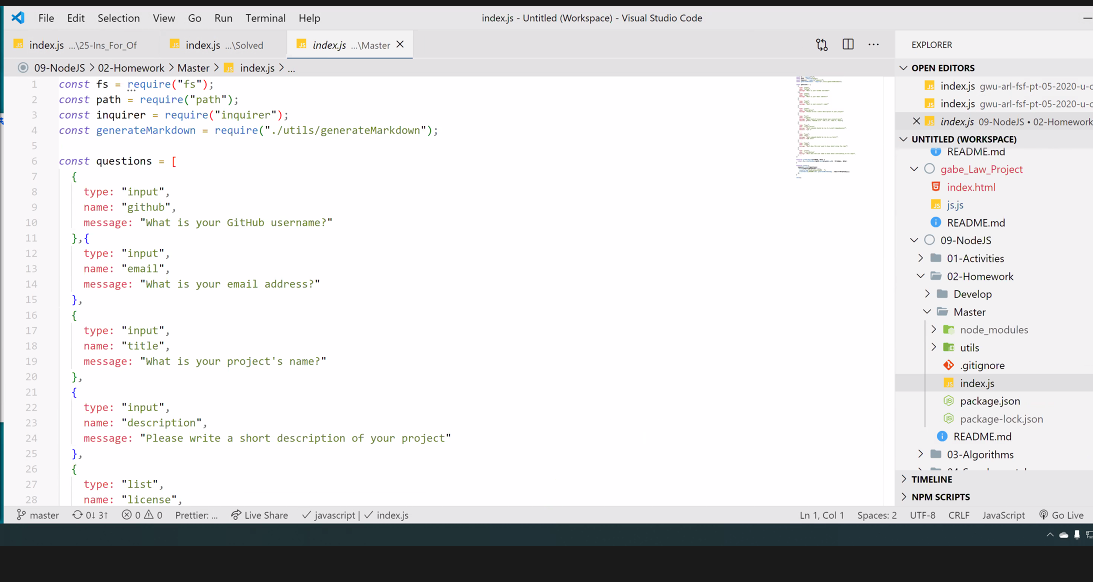 File Edit Selection View Go Run Terminal Help
index.js - Untitled (Workspace) - Visual Studio Code
index.js ...\25-Ins_For_Of
index.js ...\Solved
index.js ...\Master ×
09-NodeJS > 02-Homework > Master > index.js > ...
1 const fs = require("fs");
2 const path = require("path");
3 const inquirer = require("inquirer");
4 const generateMarkdown = require("./utils/generateMarkdown");
5
6 const questions = [
7 {
8 type: "input",
9 name: "github",
10 message: "What is your GitHub username?"
11 },{
12 type: "input",
13 name: "email",
14 message: "What is your email address?"
15 },
16 {
17 type: "input",
18 name: "title",
19 message: "What is your project's name?"
20 },
21 {
22 type: "input",
23 name: "description",
24 message: "Please write a short description of your project"
25 },
26 {
27 type: "list",
28 name: "license",
EXPLORER
OPEN EDITORS
index.js gwu-arl-fsf-pt-05-2020-u-c
index.js gwu-arl-fsf-pt-05-2020-u-c
index.js 09-NodeJS • 02-Homework
UNTITLED (WORKSPACE)
README.md
gabe_Law_Project
index.html
js.js
README.md
09-NodeJS
01-Activities
02-Homework
Develop
Master
node_modules
utils
.gitignore
index.js
package.json
package-lock.json
README.md
03-Algorithms
TIMELINE
NPM SCRIPTS
master 0↓ 3↑ 0 0 Prettier: ... Live Share ✓ javascript | ✓ index.js
Ln 1, Col 1 Spaces: 2 UTF-8 CRLF JavaScript Go Live